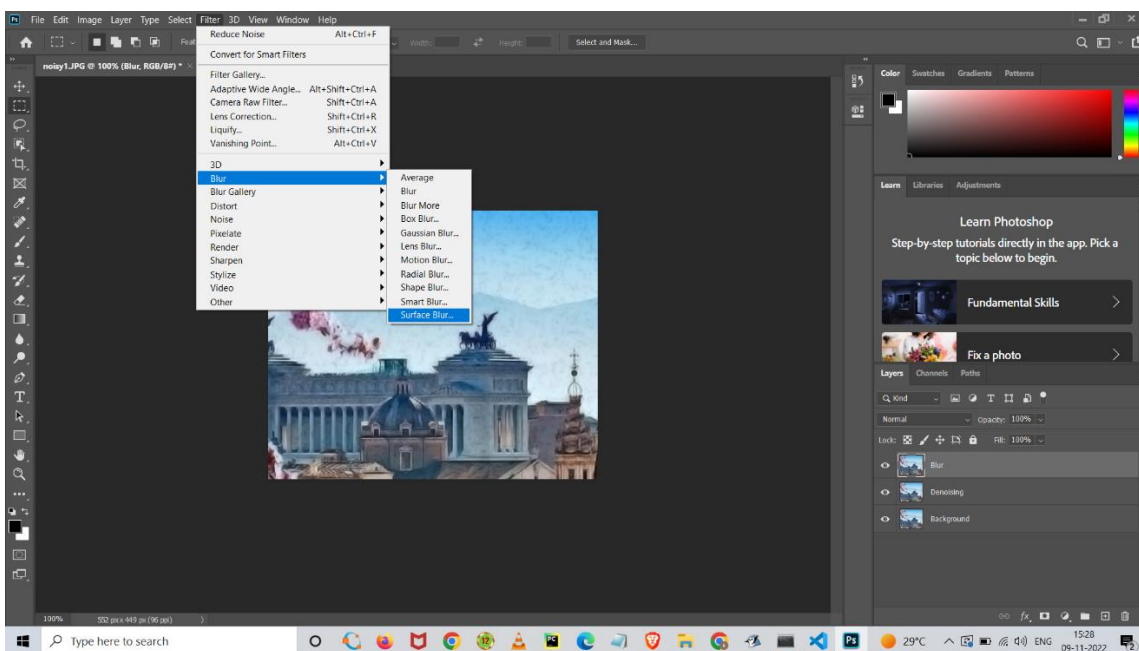 Ps File Edit Image Layer Type Select Filter 3D View Window Help
Width: Height: Select and Mask...
noisy1.JPG @ 100% (Blur, RGB/8#) *
Reduce Noise Alt+Ctrl+F
Convert for Smart Filters
Filter Gallery...
Adaptive Wide Angle... Alt+Shift+Ctrl+A
Camera Raw Filter... Shift+Ctrl+A
Lens Correction... Shift+Ctrl+R
Liquify... Shift+Ctrl+X
Vanishing Point... Alt+Ctrl+V
3D
Blur
Blur Gallery
Distort
Noise
Pixelate
Render
Sharpen
Stylize
Video
Other
Average
Blur
Blur More
Box Blur...
Gaussian Blur...
Lens Blur...
Motion Blur...
Radial Blur...
Shape Blur...
Smart Blur...
Surface Blur...
Color Swatches Gradients Patterns
Learn Libraries Adjustments
Learn Photoshop
Step-by-step tutorials directly in the app. Pick a
topic below to begin.
Fundamental Skills
Fix a photo
Layers Channels Paths
Kind
Normal Opacity: 100%
Lock: Fill: 100%
Blur
Denoising
Background
100% 552 px x 449 px (96 ppi)
Type here to search
PC
Ps
29°C ENG 15:28
09-11-2022
2